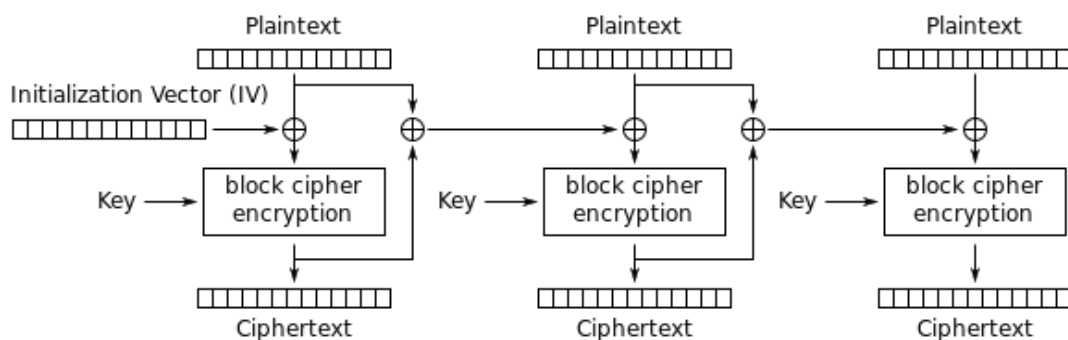 Plaintext
Plaintext
Plaintext
Initialization Vector (IV)
Key
block cipher
encryption
Key
block cipher
encryption
Key
block cipher
encryption
Ciphertext
Ciphertext
Ciphertext